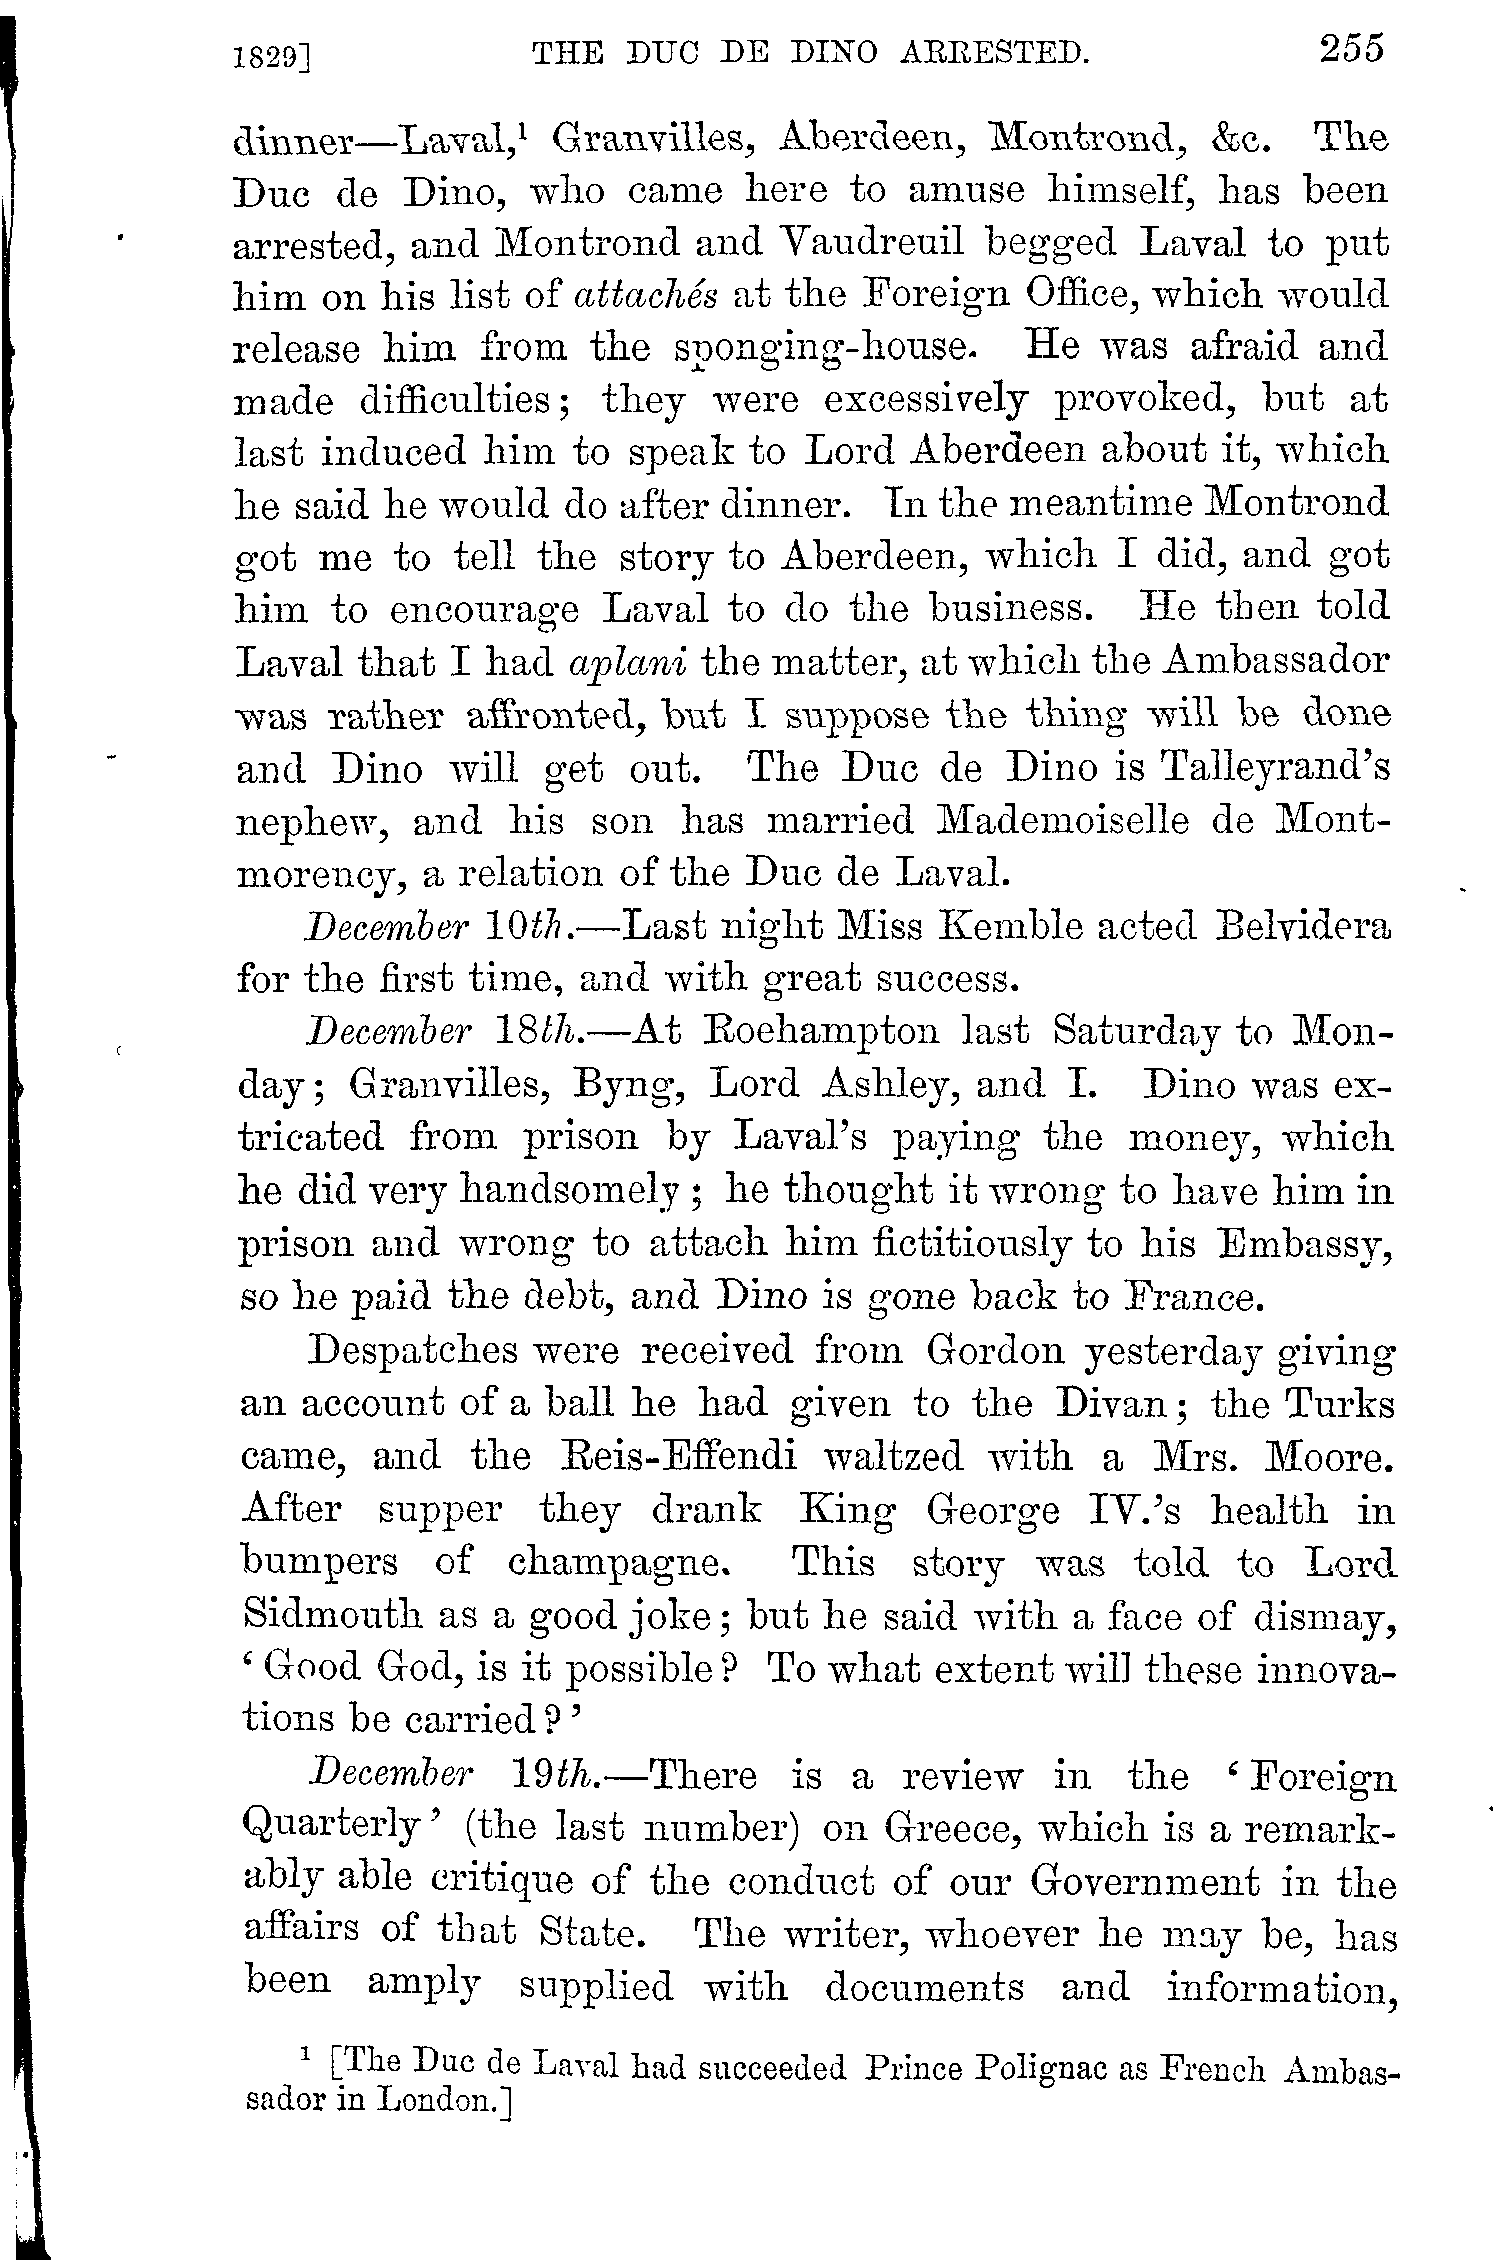 1829] THE DUC DE DINO ARRESTED. 255
dinner—Laval,¹ Granvilles, Aberdeen, Montrond, &c. The
Duc de Dino, who came here to amuse himself, has been
arrested, and Montrond and Vaudreuil begged Laval to put
him on his list of attachés at the Foreign Office, which would
release him from the sponging-house. He was afraid and
made difficulties; they were excessively provoked, but at
last induced him to speak to Lord Aberdeen about it, which
he said he would do after dinner. In the meantime Montrond
got me to tell the story to Aberdeen, which I did, and got
him to encourage Laval to do the business. He then told
Laval that I had aplani the matter, at which the Ambassador
was rather affronted, but I suppose the thing will be done
and Dino will get out. The Duc de Dino is Talleyrand's
nephew, and his son has married Mademoiselle de Mont-
morency, a relation of the Duc de Laval.
December 10th.—Last night Miss Kemble acted Belvidera
for the first time, and with great success.
December 18th.—At Roehampton last Saturday to Mon-
day; Granvilles, Byng, Lord Ashley, and I. Dino was ex-
tricated from prison by Laval's paying the money, which
he did very handsomely; he thought it wrong to have him in
prison and wrong to attach him fictitiously to his Embassy,
so he paid the debt, and Dino is gone back to France.
Despatches were received from Gordon yesterday giving
an account of a ball he had given to the Divan; the Turks
came, and the Reis-Effendi waltzed with a Mrs. Moore.
After supper they drank King George IV.'s health in
bumpers of champagne. This story was told to Lord
Sidmouth as a good joke; but he said with a face of dismay,
'Good God, is it possible? To what extent will these innova-
tions be carried?'
December 19th.—There is a review in the 'Foreign
Quarterly' (the last number) on Greece, which is a remark-
ably able critique of the conduct of our Government in the
affairs of that State. The writer, whoever he may be, has
been amply supplied with documents and information,
¹ [The Duc de Laval had succeeded Prince Polignac as French Ambas-
sador in London.]